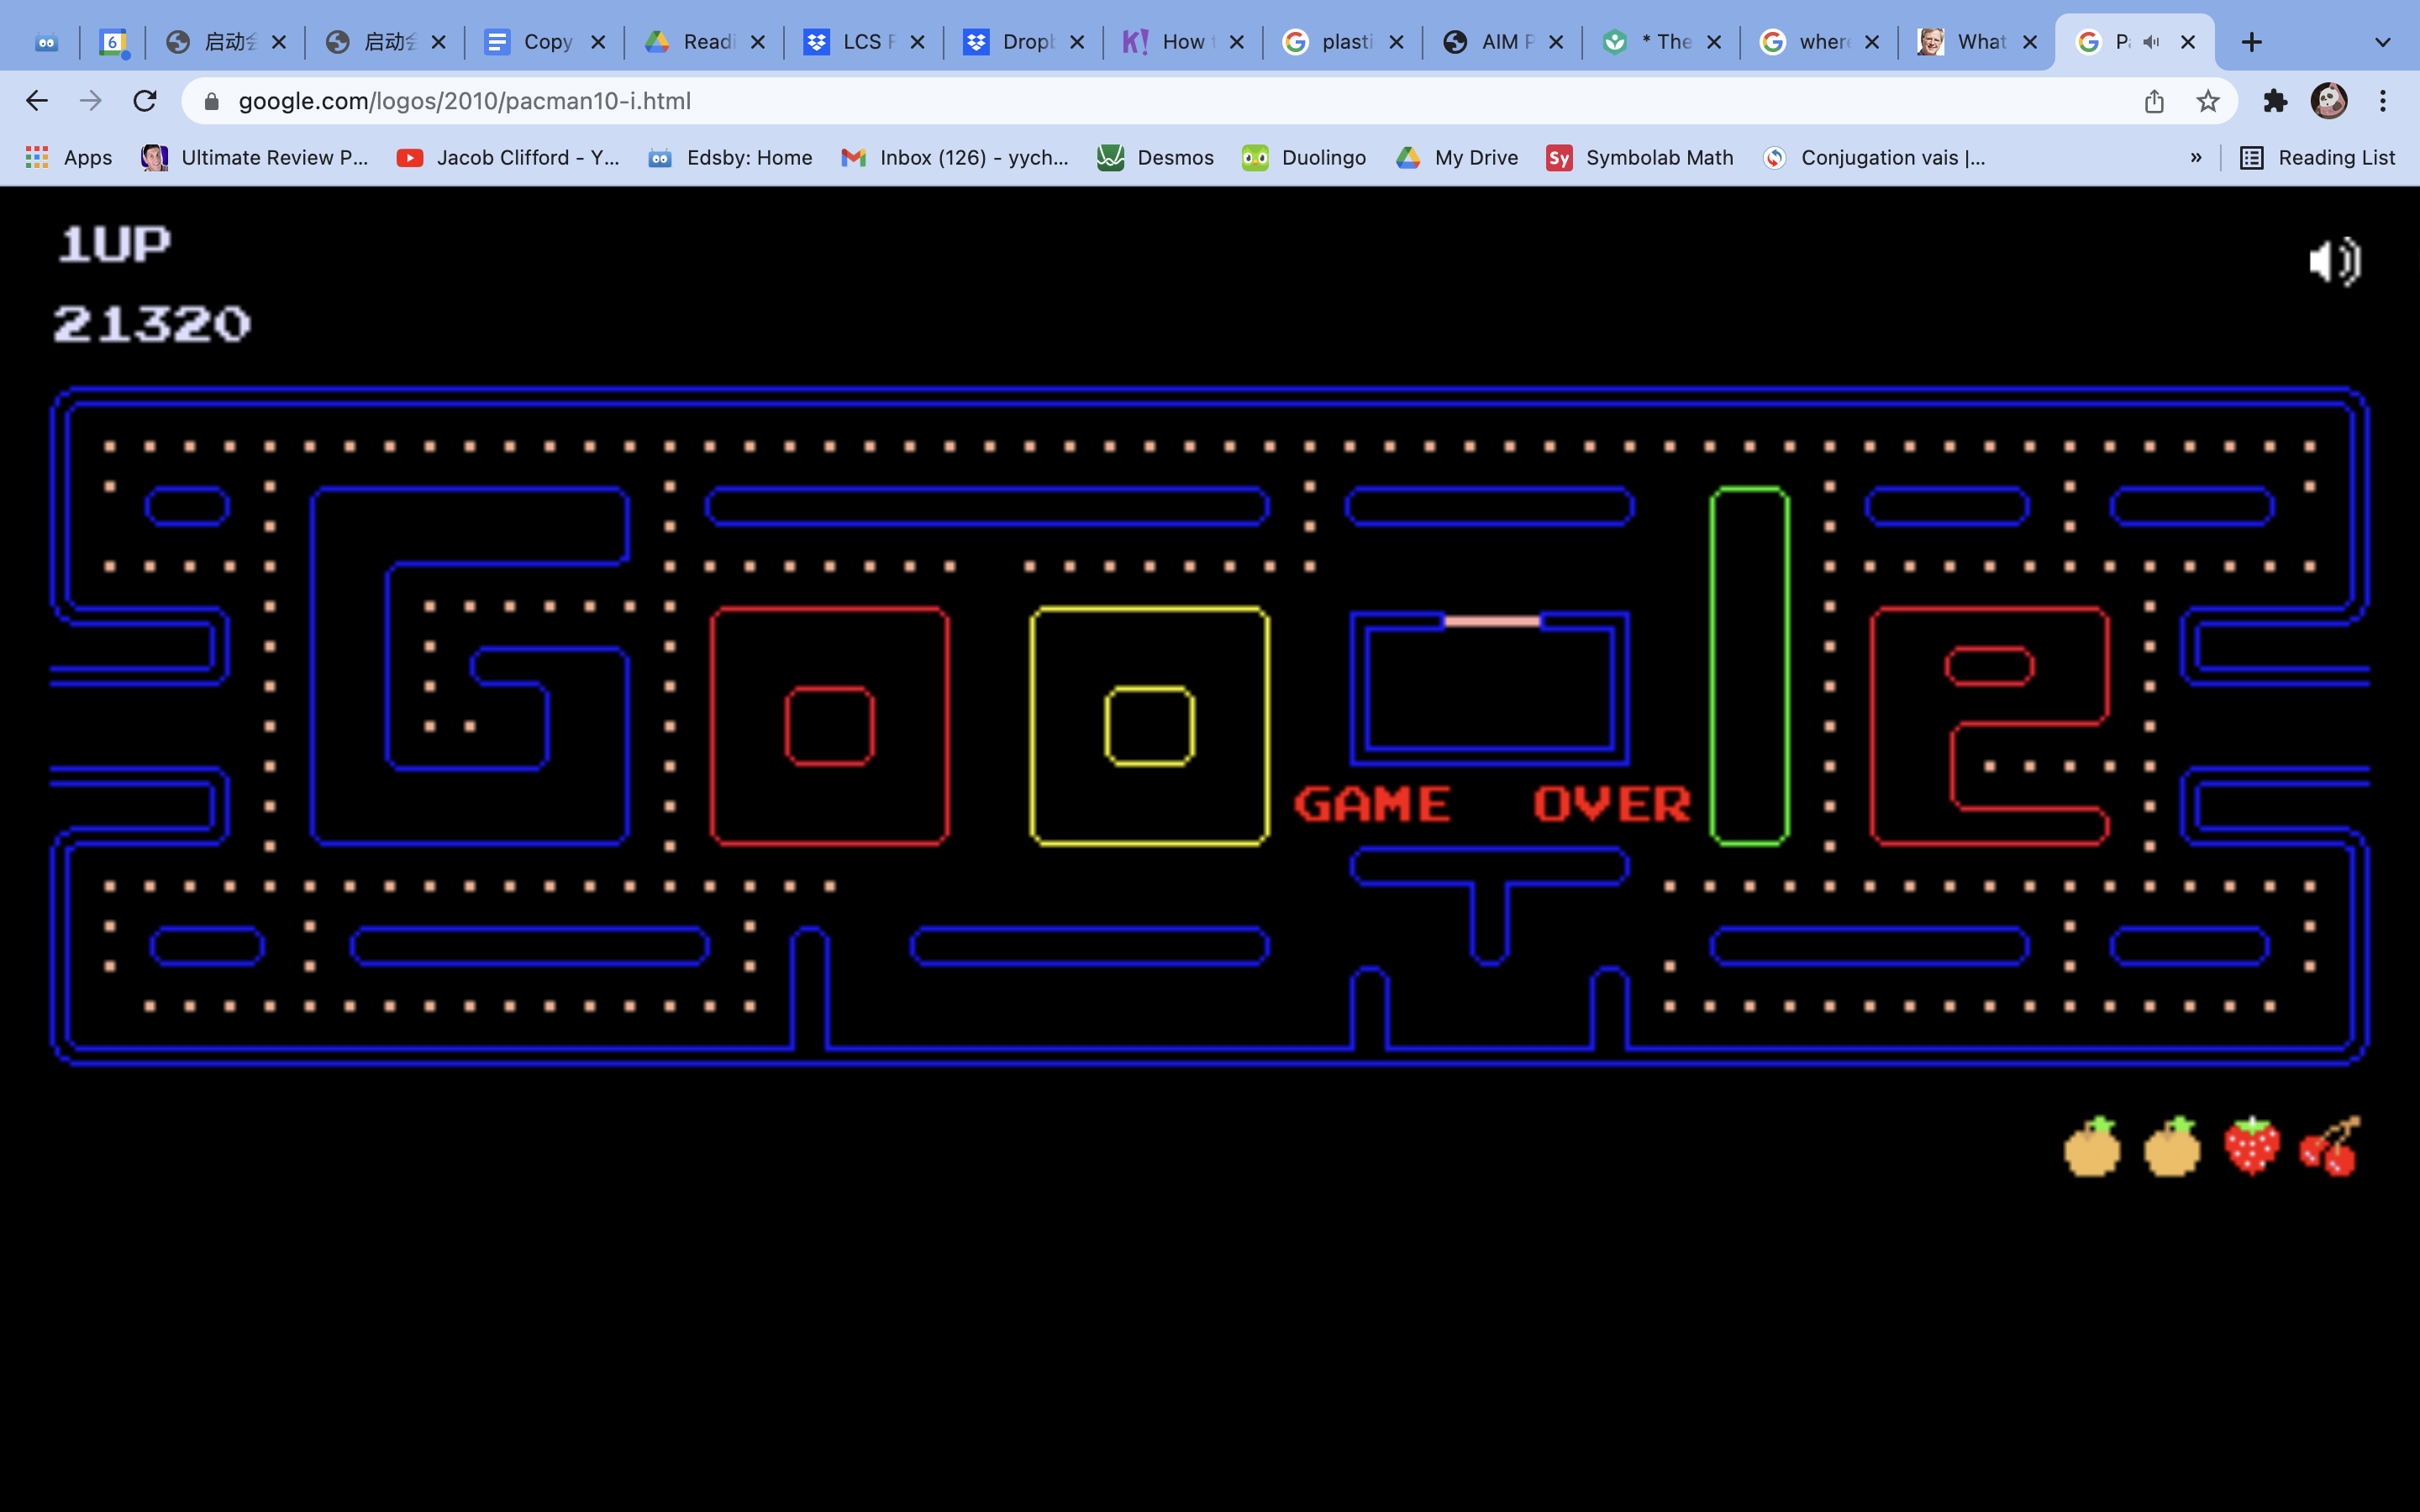 6 启动会 启动会 Copy Readi LCS F Dropb How t plasti AIM P * The wher What Pa
google.com/logos/2010/pacman10-i.html
Apps Ultimate Review P... Jacob Clifford - Y... Edsby: Home Inbox (126) - yych... Desmos Duolingo My Drive Sy Symbolab Math Conjugation vais |... » Reading List
1UP
21320
GAME OVER